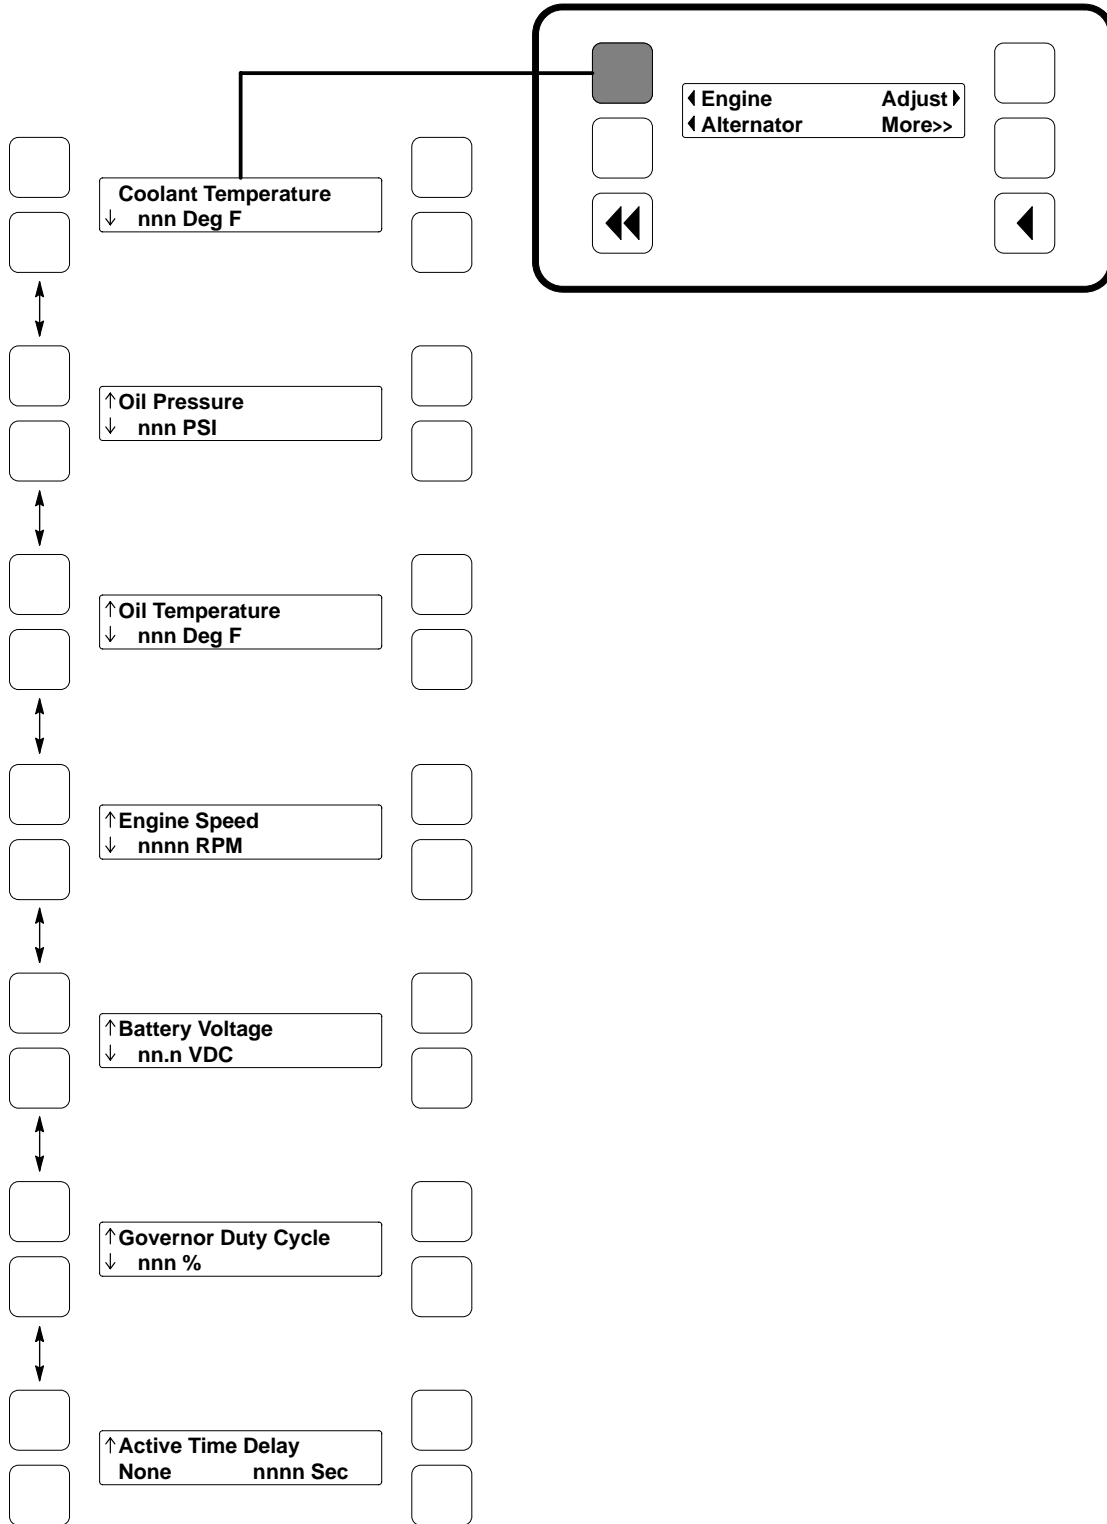 ◀ Engine Adjust ▶
◀ Alternator More>>
Coolant Temperature
↓ nnn Deg F
↑ Oil Pressure
↓ nnn PSI
↑ Oil Temperature
↓ nnn Deg F
↑ Engine Speed
↓ nnnn RPM
↑ Battery Voltage
↓ nn.n VDC
↑ Governor Duty Cycle
↓ nnn %
↑ Active Time Delay
None nnnn Sec